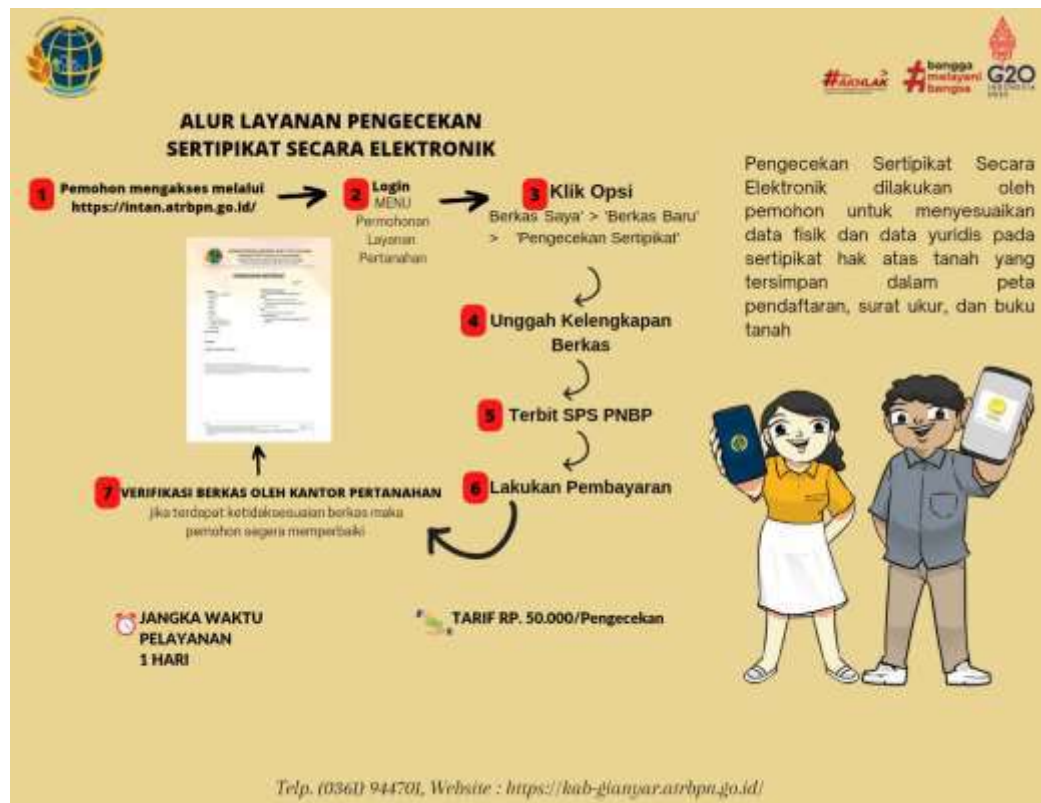 #AKHLAK
bangga
melayani
bangsa
G20
INDONESIA
2022
ALUR LAYANAN PENGECEKAN
SERTIPIKAT SECARA ELEKTRONIK
1 Pemohon mengakses melalui
https://intan.atrbpn.go.id/
2 Login
MENU
Permohonan
Layanan
Pertanahan
3 Klik Opsi
Berkas Saya' > 'Berkas Baru'
> 'Pengecekan Sertipikat'
4 Unggah Kelengkapan
Berkas
5 Terbit SPS PNBP
6 Lakukan Pembayaran
7 VERIFIKASI BERKAS OLEH KANTOR PERTANAHAN
jika terdapat ketidaksesuaian berkas maka
pemohon segera memperbaiki
JANGKA WAKTU
PELAYANAN
1 HARI
TARIF RP. 50.000/Pengecekan
Pengecekan Sertipikat Secara
Elektronik dilakukan oleh
pemohon untuk menyesuaikan
data fisik dan data yuridis pada
sertipikat hak atas tanah yang
tersimpan dalam peta
pendaftaran, surat ukur, dan buku
tanah
Telp. (0361) 944701, Website : https://kab-gianyar.atrbpn.go.id/